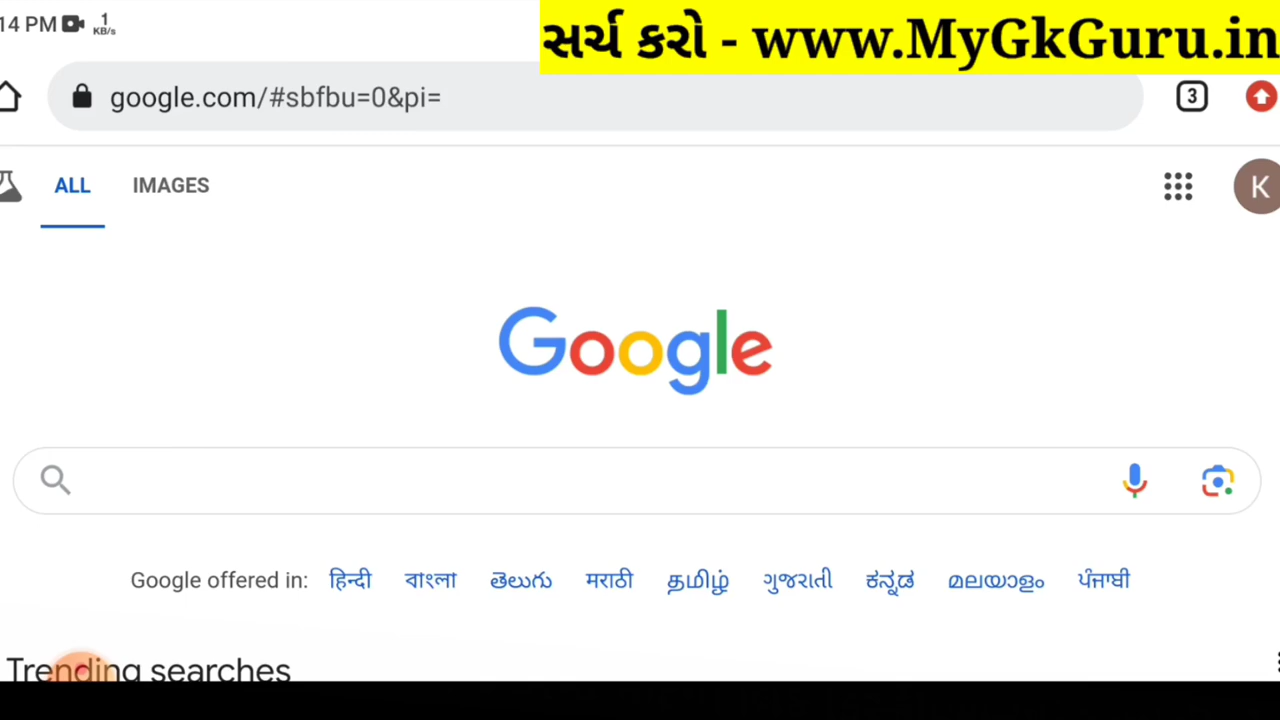 14 PM 1 KB/s
સર્ચ કરો - www.MyGkGuru.in
google.com/#sbfbu=0&pi=
3
ALL IMAGES
K
Google
Google offered in: हिन्दी বাংলা తెలుగు मराठी தமிழ் ગુજરાતી ಕನ್ನಡ മലയാളം ਪੰਜਾਬੀ
Trending searches